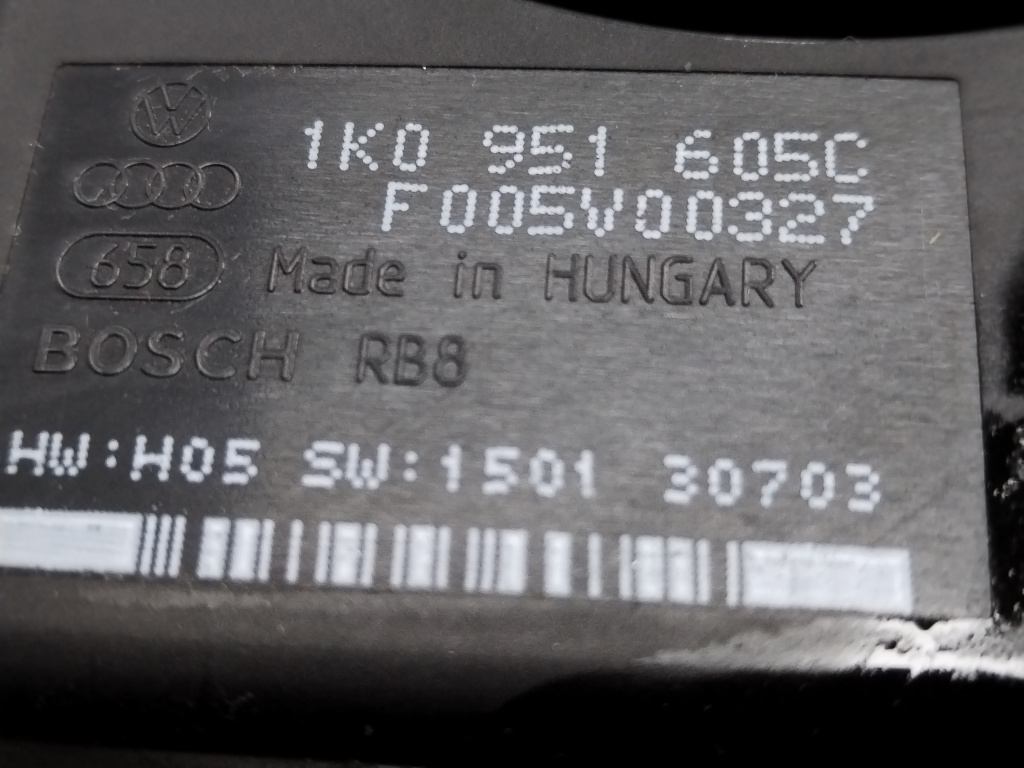 1K0 951 605C
F005V00327
658 Made in HUNGARY
BOSCH RB8
HW:H05 SW:1501 30703